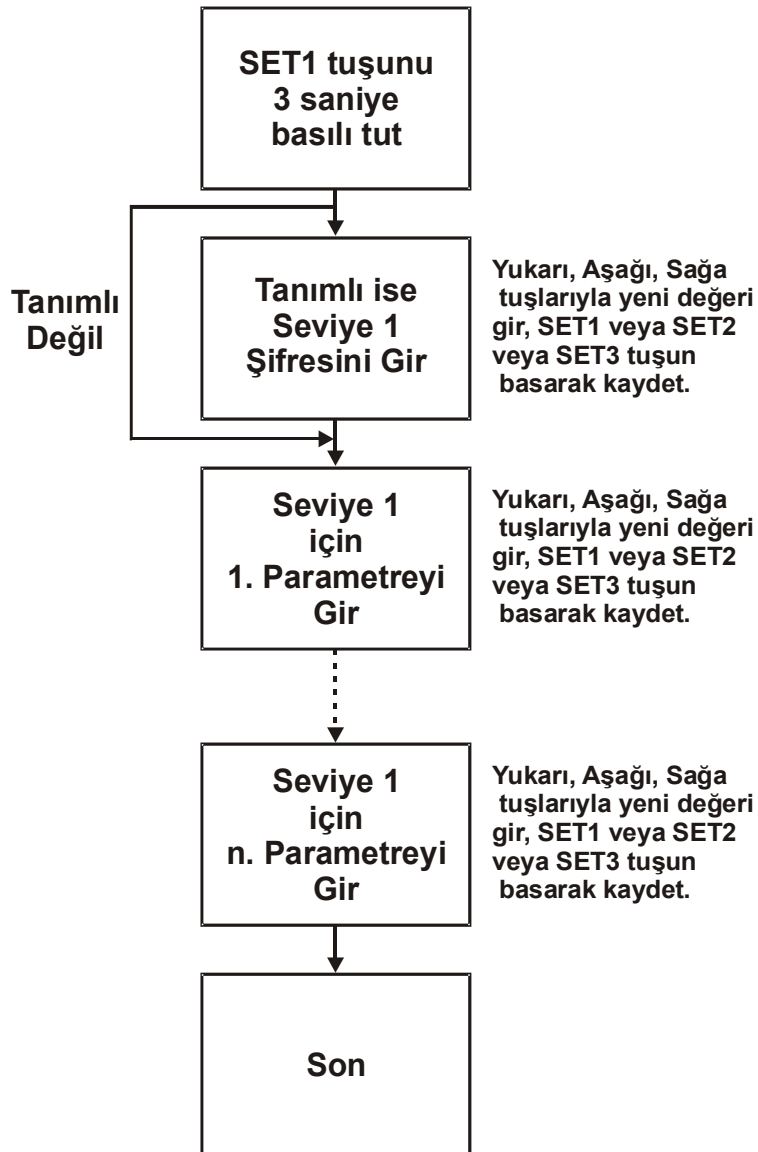 SET1 tuşunu
3 saniye
basılı tut
Tanımlı
Değil
Tanımlı ise
Seviye 1
Şifresini Gir
Yukarı, Aşağı, Sağa
tuşlarıyla yeni değeri
gir, SET1 veya SET2
veya SET3 tuşun
basarak kaydet.
Seviye 1
için
1. Parametreyi
Gir
Yukarı, Aşağı, Sağa
tuşlarıyla yeni değeri
gir, SET1 veya SET2
veya SET3 tuşun
basarak kaydet.
Seviye 1
için
n. Parametreyi
Gir
Yukarı, Aşağı, Sağa
tuşlarıyla yeni değeri
gir, SET1 veya SET2
veya SET3 tuşun
basarak kaydet.
Son